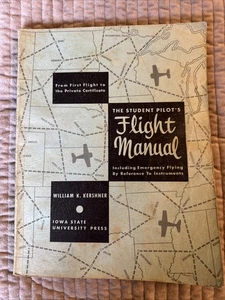 From First Flight to
the Private Certificate
THE STUDENT PILOT'S
Flight
Manual
Including Emergency Flying
By Reference To Instruments
WILLIAM K. KERSHNER
IOWA STATE
UNIVERSITY PRESS